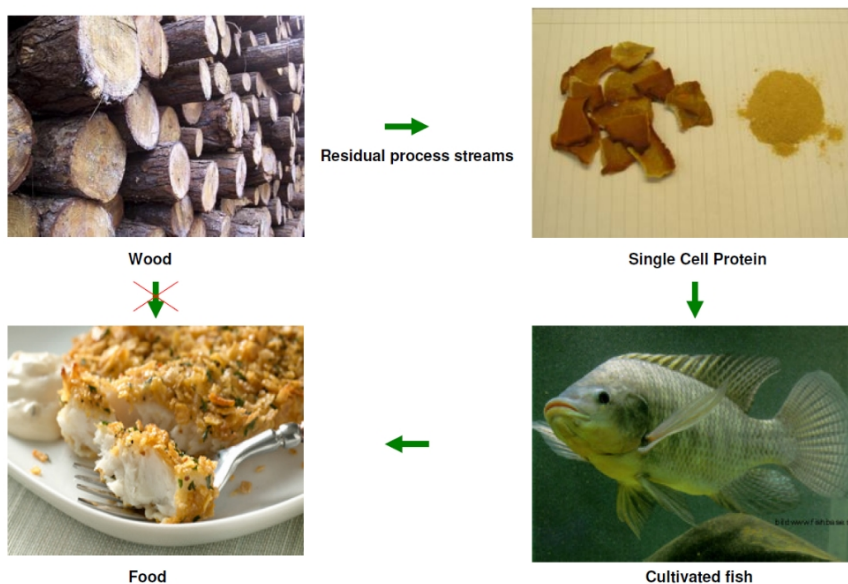 Residual process streams
Wood
Single Cell Protein
Food
Cultivated fish